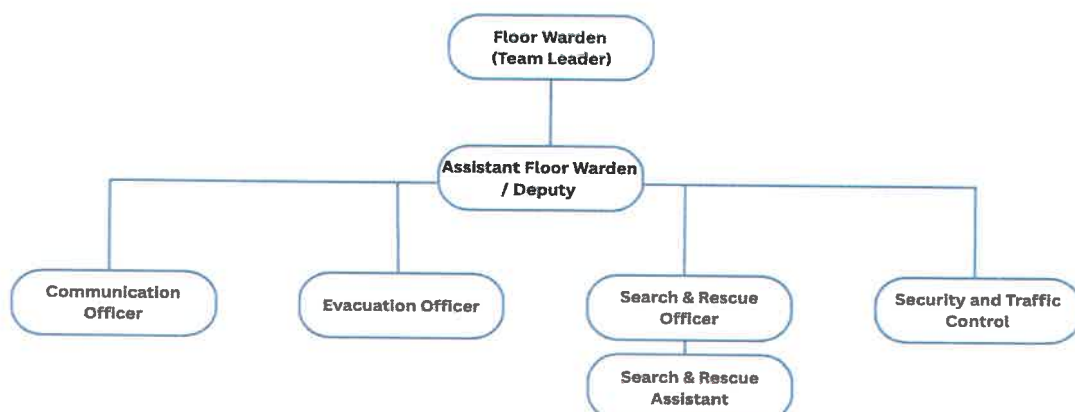 Floor Warden
(Team Leader)
Assistant Floor Warden
/ Deputy
Communication
Officer
Evacuation Officer
Search & Rescue
Officer
Security and Traffic
Control
Search & Rescue
Assistant